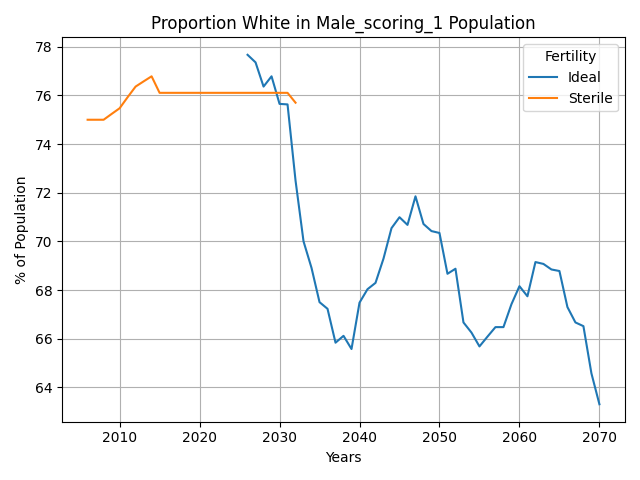 Proportion White in Male_scoring_1 Population
78
76
74
72
70
68
66
64
% of Population
2010 2020 2030 2040 2050 2060 2070
Years
Fertility
Ideal
Sterile